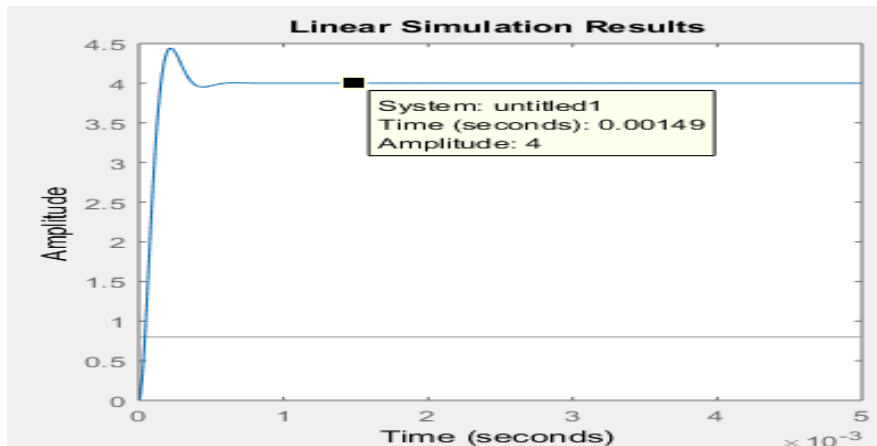 Linear Simulation Results
4.5
4
3.5
3
2.5
2
1.5
1
0.5
0
Amplitude
System: untitled1
Time (seconds): 0.00149
Amplitude: 4
0 1 2 3 4 5
Time (seconds)
× 10⁻³